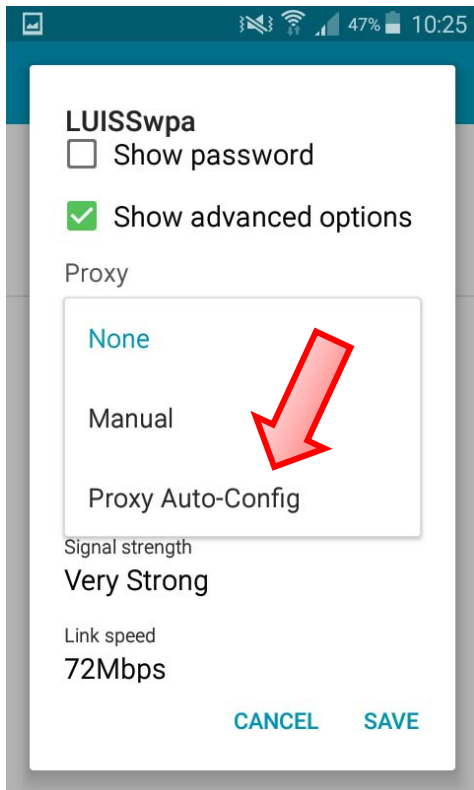 47% 10:25
LUISSwpa
Show password
Show advanced options
Proxy
None
Manual
Proxy Auto-Config
Signal strength
Very Strong
Link speed
72Mbps
CANCEL SAVE